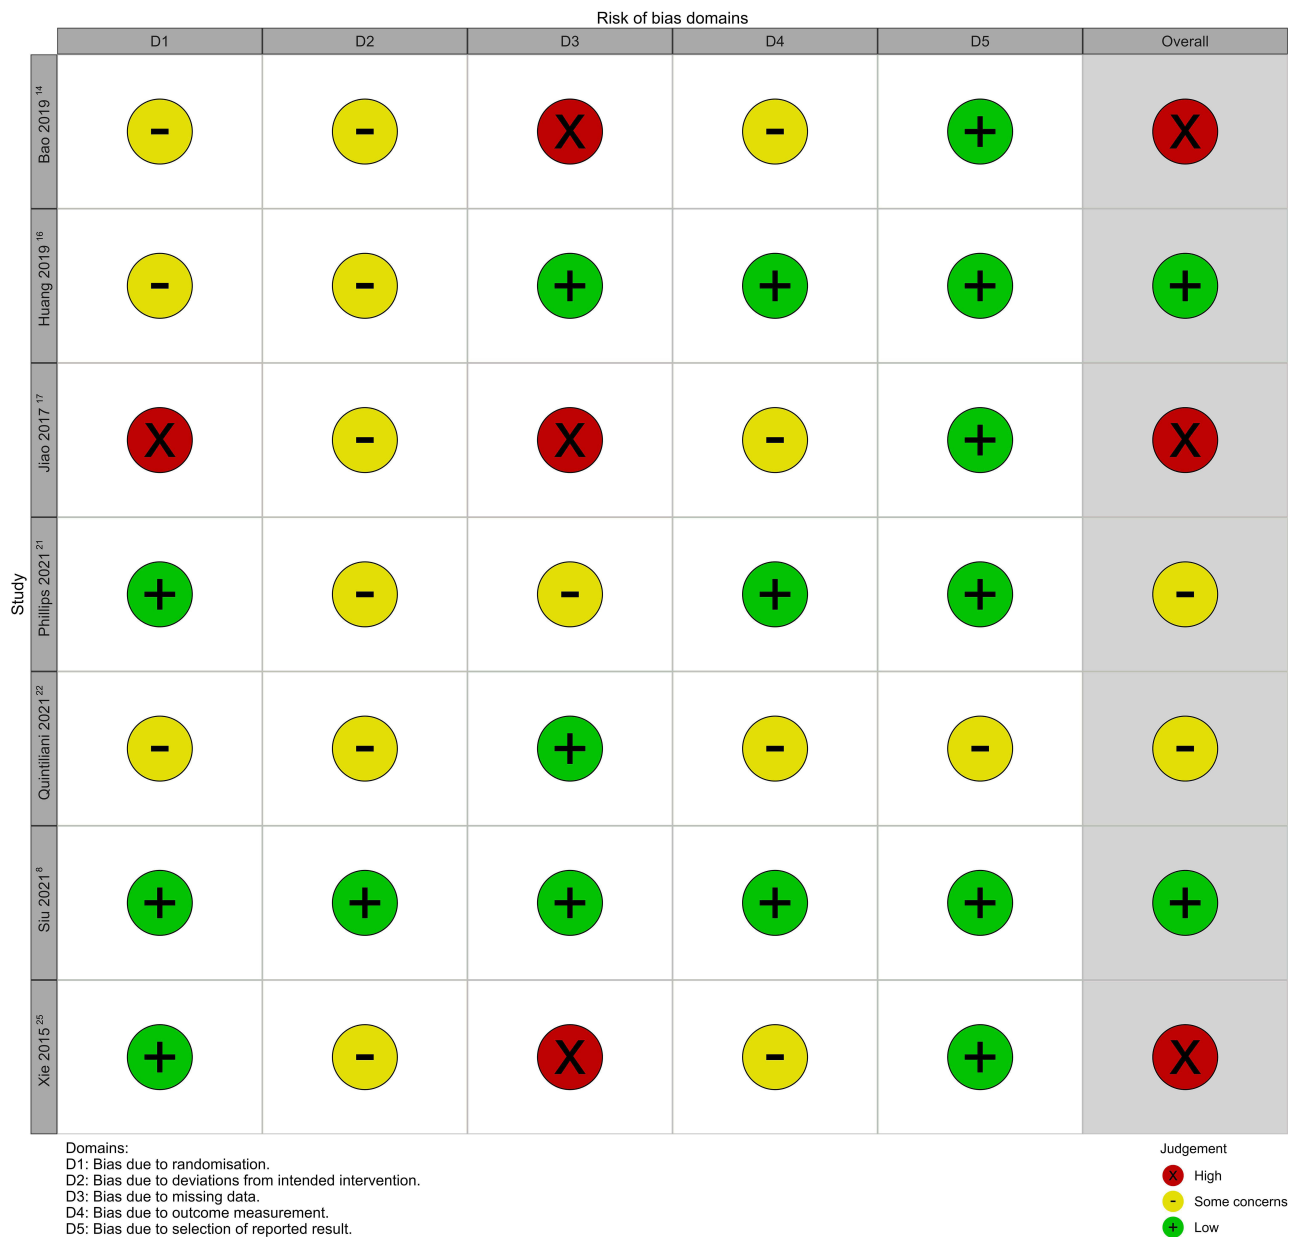 Risk of bias domains
D1 D2 D3 D4 D5 Overall
Study
Bao 2019 14
- - X - + X
Huang 2019 16
- - + + + +
Jiao 2017 17
X - X - + X
Phillips 2021 21
+ - - + + -
Quintiliani 2021 22
- - + - - -
Siu 2021 8
+ + + + + +
Xie 2015 25
+ - X - + X
Domains:
D1: Bias due to randomisation.
D2: Bias due to deviations from intended intervention.
D3: Bias due to missing data.
D4: Bias due to outcome measurement.
D5: Bias due to selection of reported result.
Judgement
X High
- Some concerns
+ Low